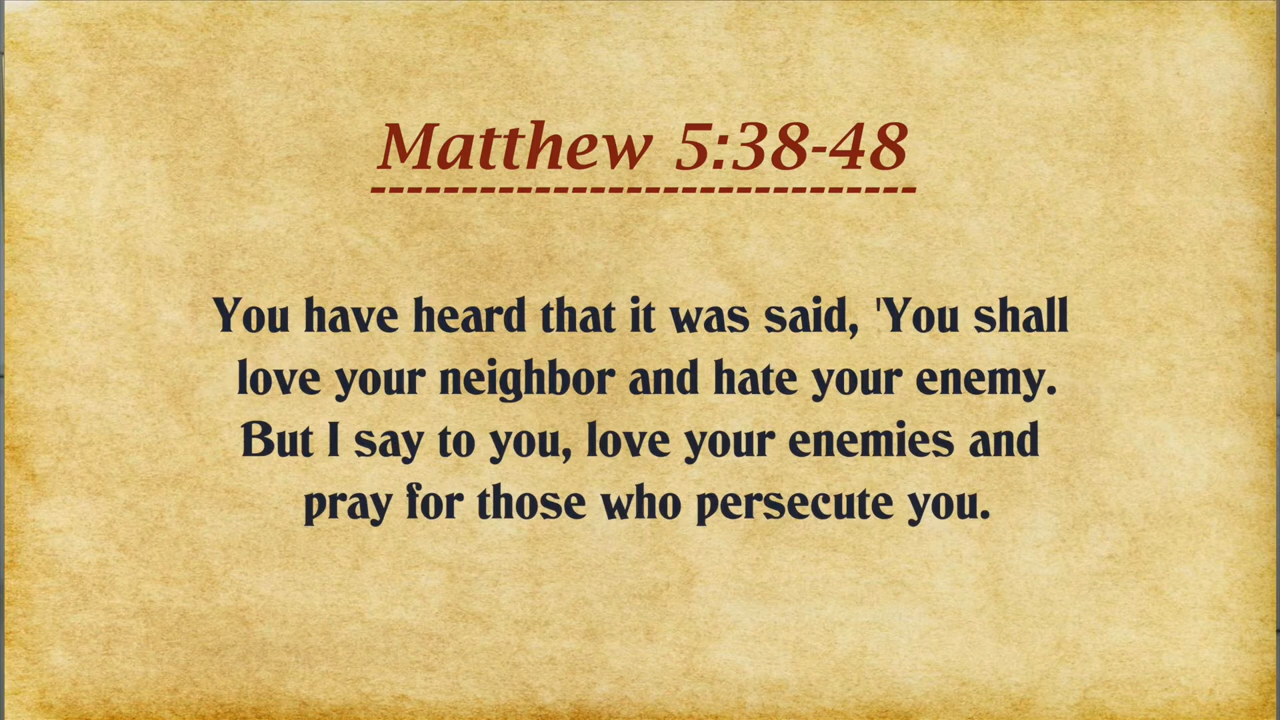 Matthew 5:38-48
You have heard that it was said, 'You shall
love your neighbor and hate your enemy.
But I say to you, love your enemies and
pray for those who persecute you.